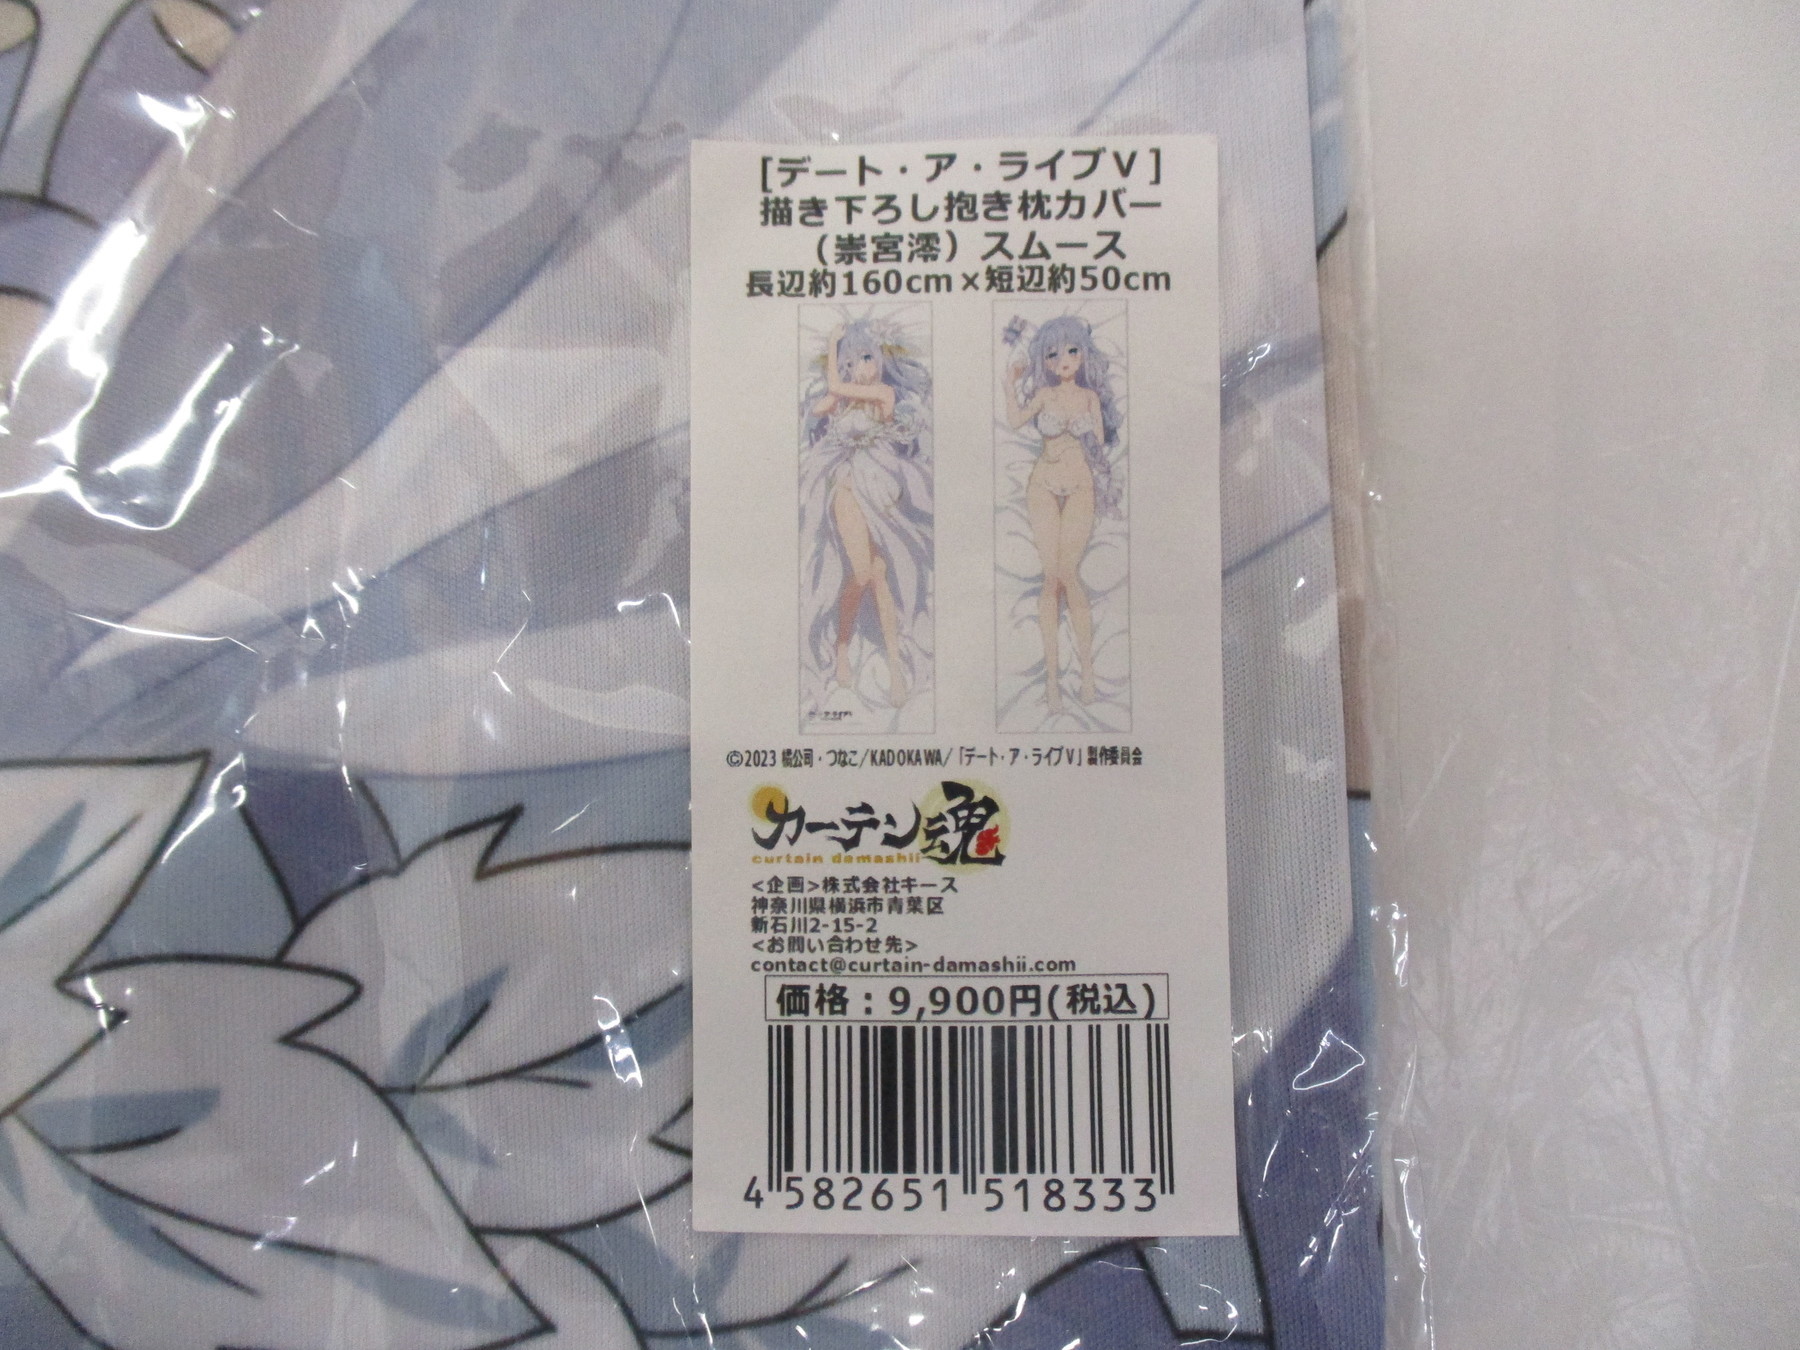 [デート・ア・ライブⅤ]
描き下ろし抱き枕カバー
(崇宮澪)スムース
長辺約160cm×短辺約50cm
©2023 橘公司・つなこ/KADOKAWA/「デート・ア・ライブⅤ」製作委員会
カーテン魂
curtain damashii
<企画>株式会社キース
神奈川県横浜市青葉区
新石川2-15-2
<お問い合わせ先>
contact@curtain-damashii.com
価格:9,900円(税込)
4 582651 518333